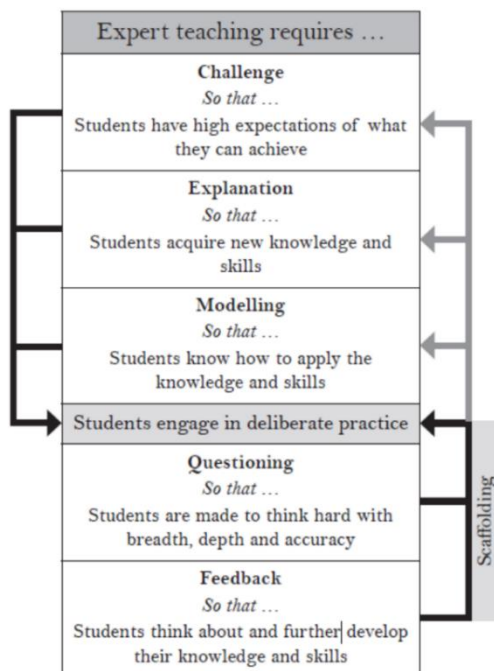 Expert teaching requires …
Challenge
So that …
Students have high expectations of what
they can achieve
Explanation
So that …
Students acquire new knowledge and
skills
Modelling
So that …
Students know how to apply the
knowledge and skills
Students engage in deliberate practice
Questioning
So that …
Students are made to think hard with
breadth, depth and accuracy
Feedback
So that …
Students think about and further develop
their knowledge and skills
Scaffolding